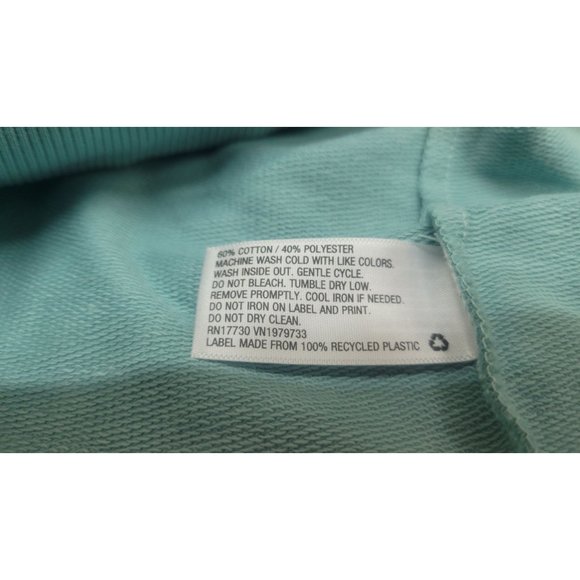 60% COTTON / 40% POLYESTER
MACHINE WASH COLD WITH LIKE COLORS.
WASH INSIDE OUT. GENTLE CYCLE.
DO NOT BLEACH. TUMBLE DRY LOW.
REMOVE PROMPTLY. COOL IRON IF NEEDED.
DO NOT IRON ON LABEL AND PRINT.
DO NOT DRY CLEAN.
RN17730 VN1979733
LABEL MADE FROM 100% RECYCLED PLASTIC